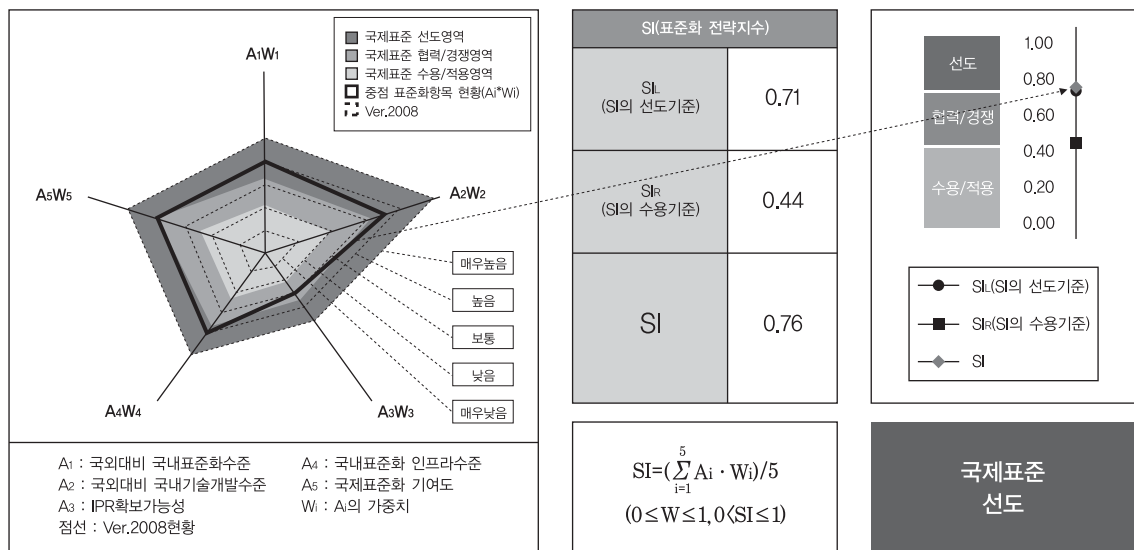 국제표준 선도영역
국제표준 협력/경쟁영역
국제표준 수용/적용영역
중점 표준화항목 현황(Ai*Wi)
Ver.2008
A1W1
A2W2
A5W5
A4W4
A3W3
매우높음
높음
보통
낮음
매우낮음
A1 : 국외대비 국내표준화수준
A2 : 국외대비 국내기술개발수준
A3 : IPR확보가능성
점선 : Ver.2008현황
A4 : 국내표준화 인프라수준
A5 : 국제표준화 기여도
Wi : Ai의 가중치
SI(표준화 전략지수)
SIL
(SI의 선도기준)
0.71
SIR
(SI의 수용기준)
0.44
SI
0.76
SI=(∑Ai · Wi)/5
5
i=1
(0≤W≤1, 0<SI≤1)
선도
협력/경쟁
수용/적용
1.00
0.80
0.60
0.40
0.20
0.00
SIL(SI의 선도기준)
SIR(SI의 수용기준)
SI
국제표준
선도